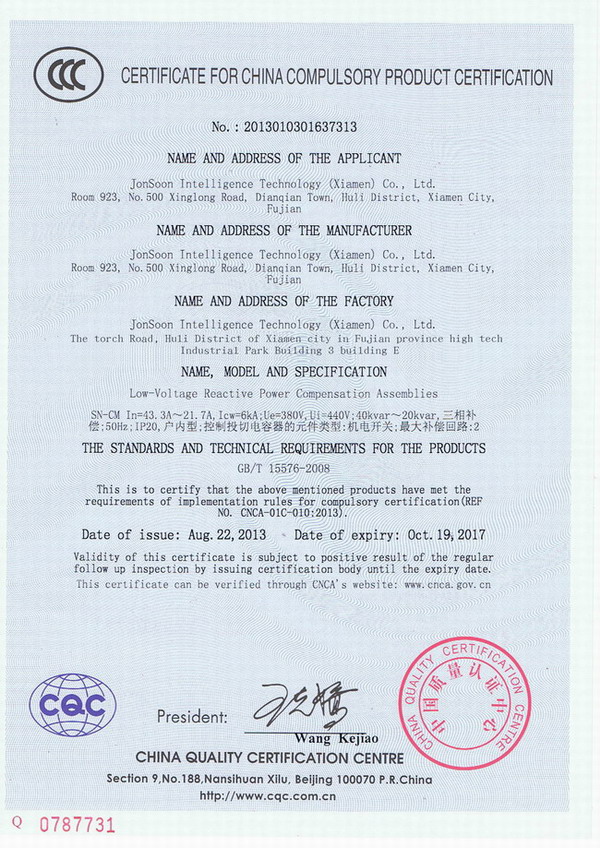 CCC
CERTIFICATE FOR CHINA COMPULSORY PRODUCT CERTIFICATION
No. : 2013010301637313
NAME AND ADDRESS OF THE APPLICANT
JonSoon Intelligence Technology (Xiamen) Co., Ltd.
Room 923, No.500 Xinglong Road, Dianqian Town, Huli District, Xiamen City,
Fujian
NAME AND ADDRESS OF THE MANUFACTURER
JonSoon Intelligence Technology (Xiamen) Co., Ltd.
Room 923, No.500 Xinglong Road, Dianqian Town, Huli District, Xiamen City,
Fujian
NAME AND ADDRESS OF THE FACTORY
JonSoon Intelligence Technology (Xiamen) Co., Ltd.
The torch Road, Huli District of Xiamen city in Fujian province high tech
Industrial Park Building 3 building E
NAME, MODEL AND SPECIFICATION
Low-Voltage Reactive Power Compensation Assemblies
SN-CM In=43.3A～21.7A,Icw=6kA;Ue=380V,Ui=440V;40kvar～20kvar,三相补
偿;50Hz;IP20,户内型;控制投切电容器的元件类型:机电开关;最大补偿回路:2
THE STANDARDS AND TECHNICAL REQUIREMENTS FOR THE PRODUCTS
GB/T 15576-2008
This is to certify that the above mentioned products have met the
requirements of implementation rules for compulsory certification(REF
NO. CNCA-01C-010:2013).
Date of issue: Aug.22,2013 Date of expiry: Oct.19,2017
Validity of this certificate is subject to positive result of the regular
follow up inspection by issuing certification body until the expiry date.
This certificate can be verified through CNCA's website: www.cnca.gov.cn
CQC
President:
王克娇
Wang Kejiao
CHINA QUALITY CERTIFICATION CENTRE
中国质量认证中心
CHINA QUALITY CERTIFICATION CENTRE
Section 9,No.188,Nansihuan Xilu, Beijing 100070 P.R.China
http://www.cqc.com.cn
Q 0787731